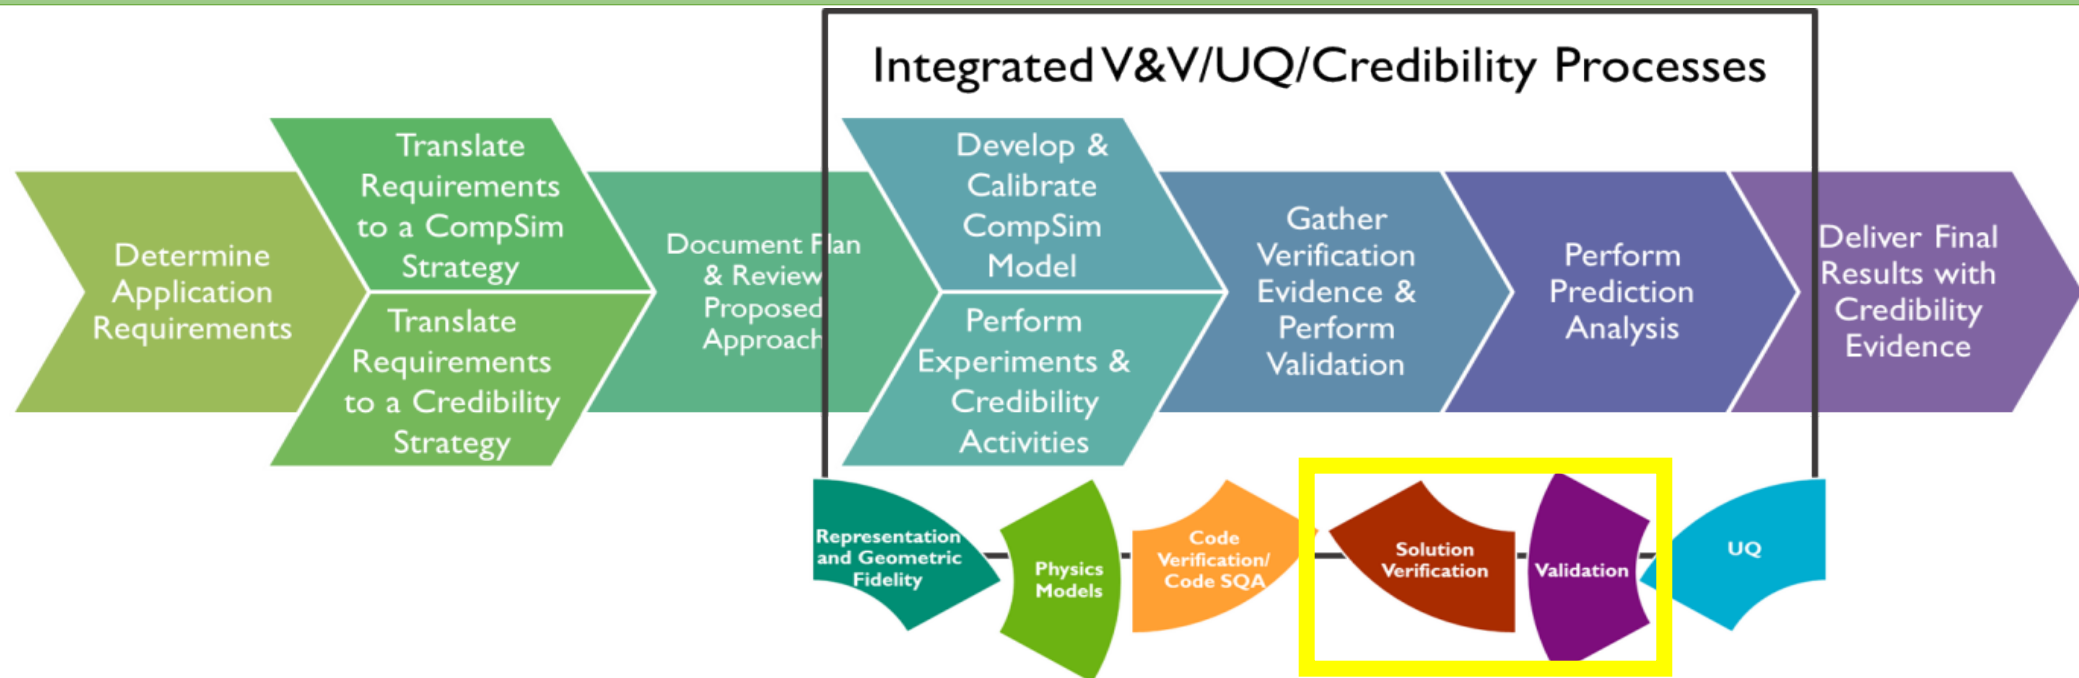 Integrated V&V/UQ/Credibility Processes
Determine
Application
Requirements
Translate
Requirements
to a CompSim
Strategy
Translate
Requirements
to a Credibility
Strategy
Document Plan
& Review
Proposed
Approach
Develop &
Calibrate
CompSim
Model
Perform
Experiments &
Credibility
Activities
Gather
Verification
Evidence &
Perform
Validation
Perform
Prediction
Analysis
Deliver Final
Results with
Credibility
Evidence
Representation
and Geometric
Fidelity
Physics
Models
Code
Verification/
Code SQA
Solution
Verification
Validation
UQ